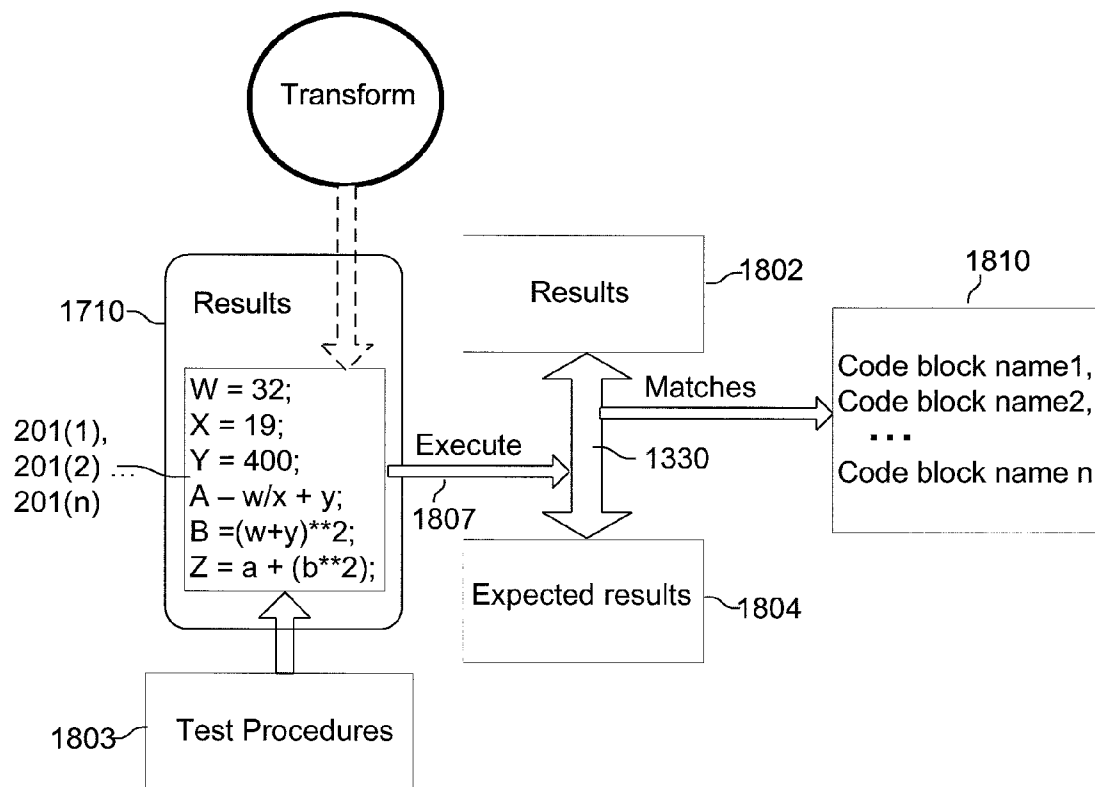 Transform
1710
Results
W = 32;
X = 19;
Y = 400;
A – w/x + y;
B =(w+y)**2;
Z = a + (b**2);
201(1),
201(2) ...
201(n)
Execute
1807
Results
1802
Matches
1330
Expected results
1804
1810
Code block name1,
Code block name2,
...
Code block name n
Test Procedures
1803